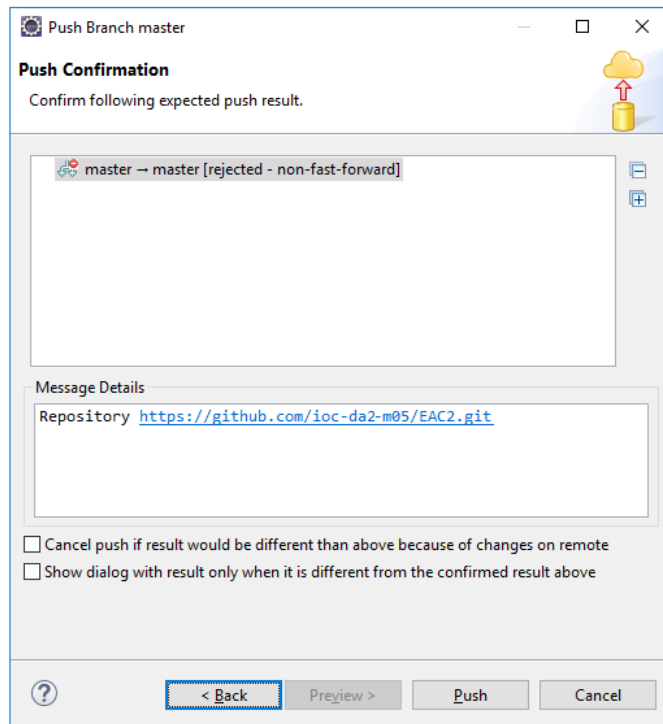 Push Branch master
Push Confirmation
Confirm following expected push result.
master → master [rejected - non-fast-forward]
Message Details
Repository https://github.com/ioc-da2-m05/EAC2.git
Cancel push if result would be different than above because of changes on remote
Show dialog with result only when it is different from the confirmed result above
< Back
Preview >
Push
Cancel